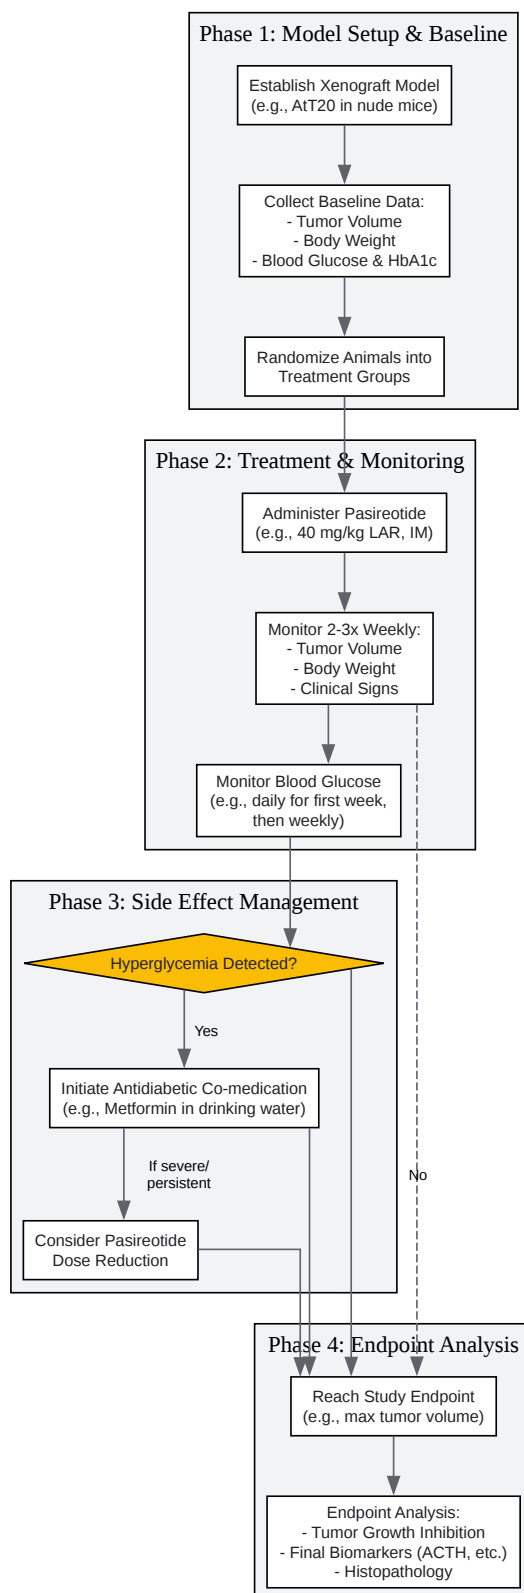 Phase 1: Model Setup & Baseline
Establish Xenograft Model
(e.g., AtT20 in nude mice)
Collect Baseline Data:
- Tumor Volume
- Body Weight
- Blood Glucose & HbA1c
Randomize Animals into
Treatment Groups
Phase 2: Treatment & Monitoring
Administer Pasireotide
(e.g., 40 mg/kg LAR, IM)
Monitor 2-3x Weekly:
- Tumor Volume
- Body Weight
- Clinical Signs
Monitor Blood Glucose
(e.g., daily for first week,
then weekly)
Phase 3: Side Effect Management
Hyperglycemia Detected?
Yes
Initiate Antidiabetic Co-medication
(e.g., Metformin in drinking water)
If severe/
persistent
No
Consider Pasireotide
Dose Reduction
Phase 4: Endpoint Analysis
Reach Study Endpoint
(e.g., max tumor volume)
Endpoint Analysis:
- Tumor Growth Inhibition
- Final Biomarkers (ACTH, etc.)
- Histopathology